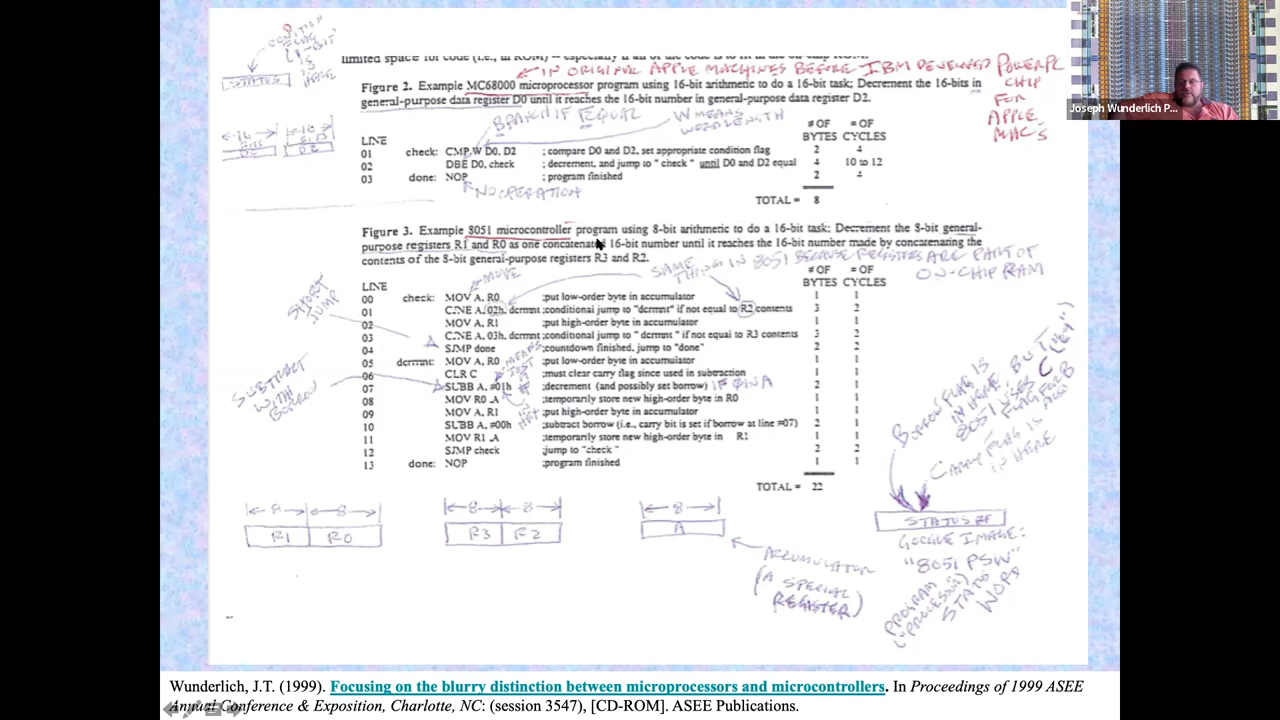 limited space for code (i.e., in ROM) – especially if all of the code is to fit in the on-chip ROM.
IN ORIGINAL APPLE MACHINES BEFORE IBM DEVELOPED POWERPC CHIP FOR APPLE MAC'S
Joseph Wunderlich P...
Figure 2. Example MC68000 microprocessor program using 16-bit arithmetic to do a 16-bit task; Decrement the 16-bits in
general-purpose data register D0 until it reaches the 16-bit number in general-purpose data register D2.
STATUS
BRANCH IF EQUAL
W MEANS WORDLENGTH
# OF # OF
LINE BYTES CYCLES
01 check: CMP.W D0, D2 ; compare D0 and D2, set appropriate condition flag 2 4
02 DBE D0, check ; decrement, and jump to " check " until D0 and D2 equal 4 10 to 12
03 done: NOP ; program finished 2 4
NO OPERATION
TOTAL = 8
Figure 3. Example 8051 microcontroller program using 8-bit arithmetic to do a 16-bit task; Decrement the 8-bit general-
purpose registers R1 and R0 as one concatenated 16-bit number until it reaches the 16-bit number made by concatenating the
contents of the 8-bit general-purpose registers R3 and R2.
SAME THING IN 8051 BECAUSE REGISTERS ARE PART OF ON-CHIP RAM
MOVE
# OF # OF
LINE BYTES CYCLES
00 check: MOV A, R0 ;put low-order byte in accumulator 1 1
01 CJNE A, 02h, dcrmnt ;conditional jump to "dcrmnt" if not equal to R2 contents 3 2
02 MOV A, R1 ;put high-order byte in accumulator 1 1
03 CJNE A, 03h, dcrmnt ;conditional jump to " dcrmnt " if not equal to R3 contents 3 2
04 SJMP done ;countdown finished, jump to "done" 2 2
05 dcrmnt: MOV A, R0 ;put low-order byte in accumulator 1 1
06 CLR C ;must clear carry flag since used in subtraction 1 1
07 SUBB A, #01h ;decrement (and possibly set borrow) 2 1
08 MOV R0 ,A ;temporarily store new high-order byte in R0 1 1
09 MOV A, R1 ;put high-order byte in accumulator 1 1
10 SUBB A, #00h ;subtract borrow (i.e., carry bit is set if borrow at line #07) 2 1
11 MOV R1 ,A ;temporarily store new high-order byte in R1 1 1
12 SJMP check ;jump to "check" 2 2
13 done: NOP ;program finished 1 1
TOTAL = 22
SHORT JUMP
SUBTRACT WITH BORROW
BORROW FLAG IS IN HERE BUT 8051 USES C FLAG FOR
CARRY FLAG IS IN HERE
8 8
R1 R0
8 8
R3 R2
8
A
ACCUMULATOR
(A SPECIAL
REGISTER)
STATUS
GOOGLE IMAGE:
"8051 PSW"
PROGRAM ("PROCESSOR") STATUS WORD
Wunderlich, J.T. (1999). Focusing on the blurry distinction between microprocessors and microcontrollers. In Proceedings of 1999 ASEE
Annual Conference & Exposition, Charlotte, NC: (session 3547), [CD-ROM]. ASEE Publications.